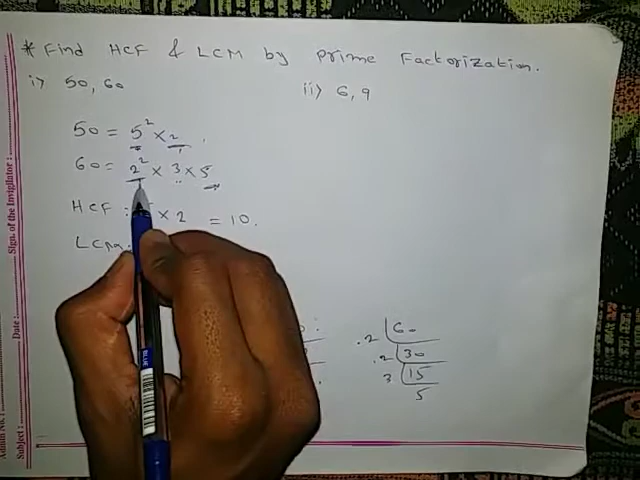 * Find HCF & LCM by Prime Factorization.
i) 50, 60
ii) 6, 9
50 = 5² × 2
60 = 2² × 3 × 5
HCF : × 2 = 10.
LCM
2 60
2 30
3 15
5
Sign. of the Invigilator :
Date :
Subject :
BLUE